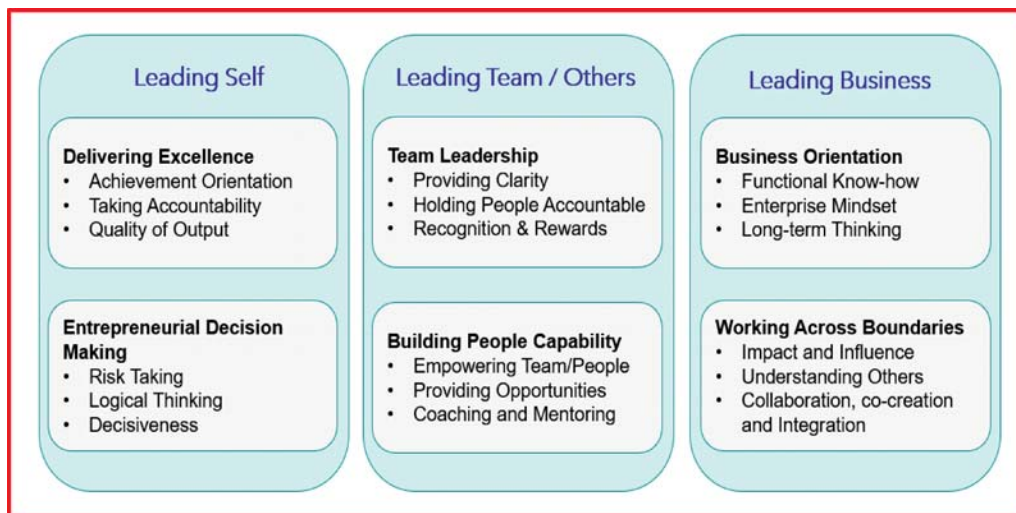 Leading Self
Delivering Excellence
• Achievement Orientation
• Taking Accountability
• Quality of Output
Entrepreneurial Decision
Making
• Risk Taking
• Logical Thinking
• Decisiveness
Leading Team / Others
Team Leadership
• Providing Clarity
• Holding People Accountable
• Recognition & Rewards
Building People Capability
• Empowering Team/People
• Providing Opportunities
• Coaching and Mentoring
Leading Business
Business Orientation
• Functional Know-how
• Enterprise Mindset
• Long-term Thinking
Working Across Boundaries
• Impact and Influence
• Understanding Others
• Collaboration, co-creation
and Integration